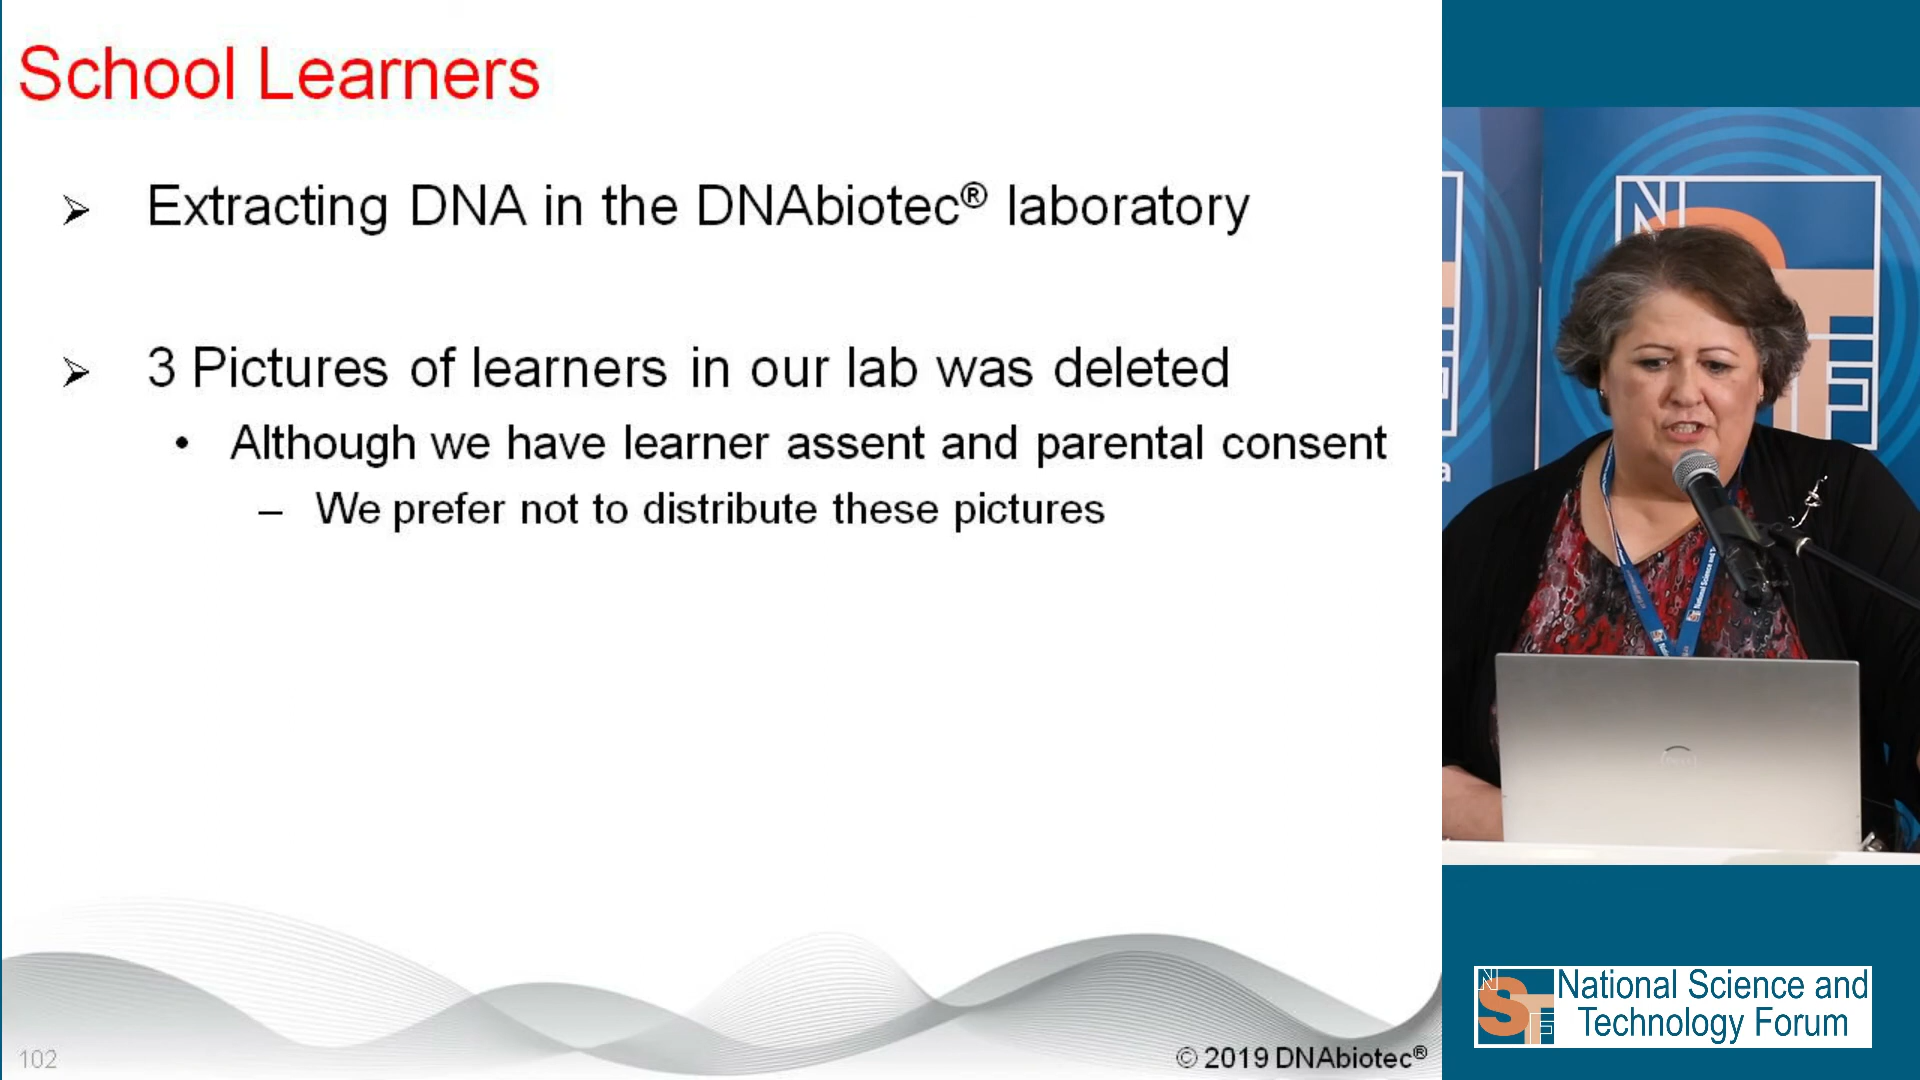 School Learners
➢ Extracting DNA in the DNAbiotec® laboratory
➢ 3 Pictures of learners in our lab was deleted
• Although we have learner assent and parental consent
– We prefer not to distribute these pictures
102
© 2019 DNAbiotec®
National Science and
Technology Forum